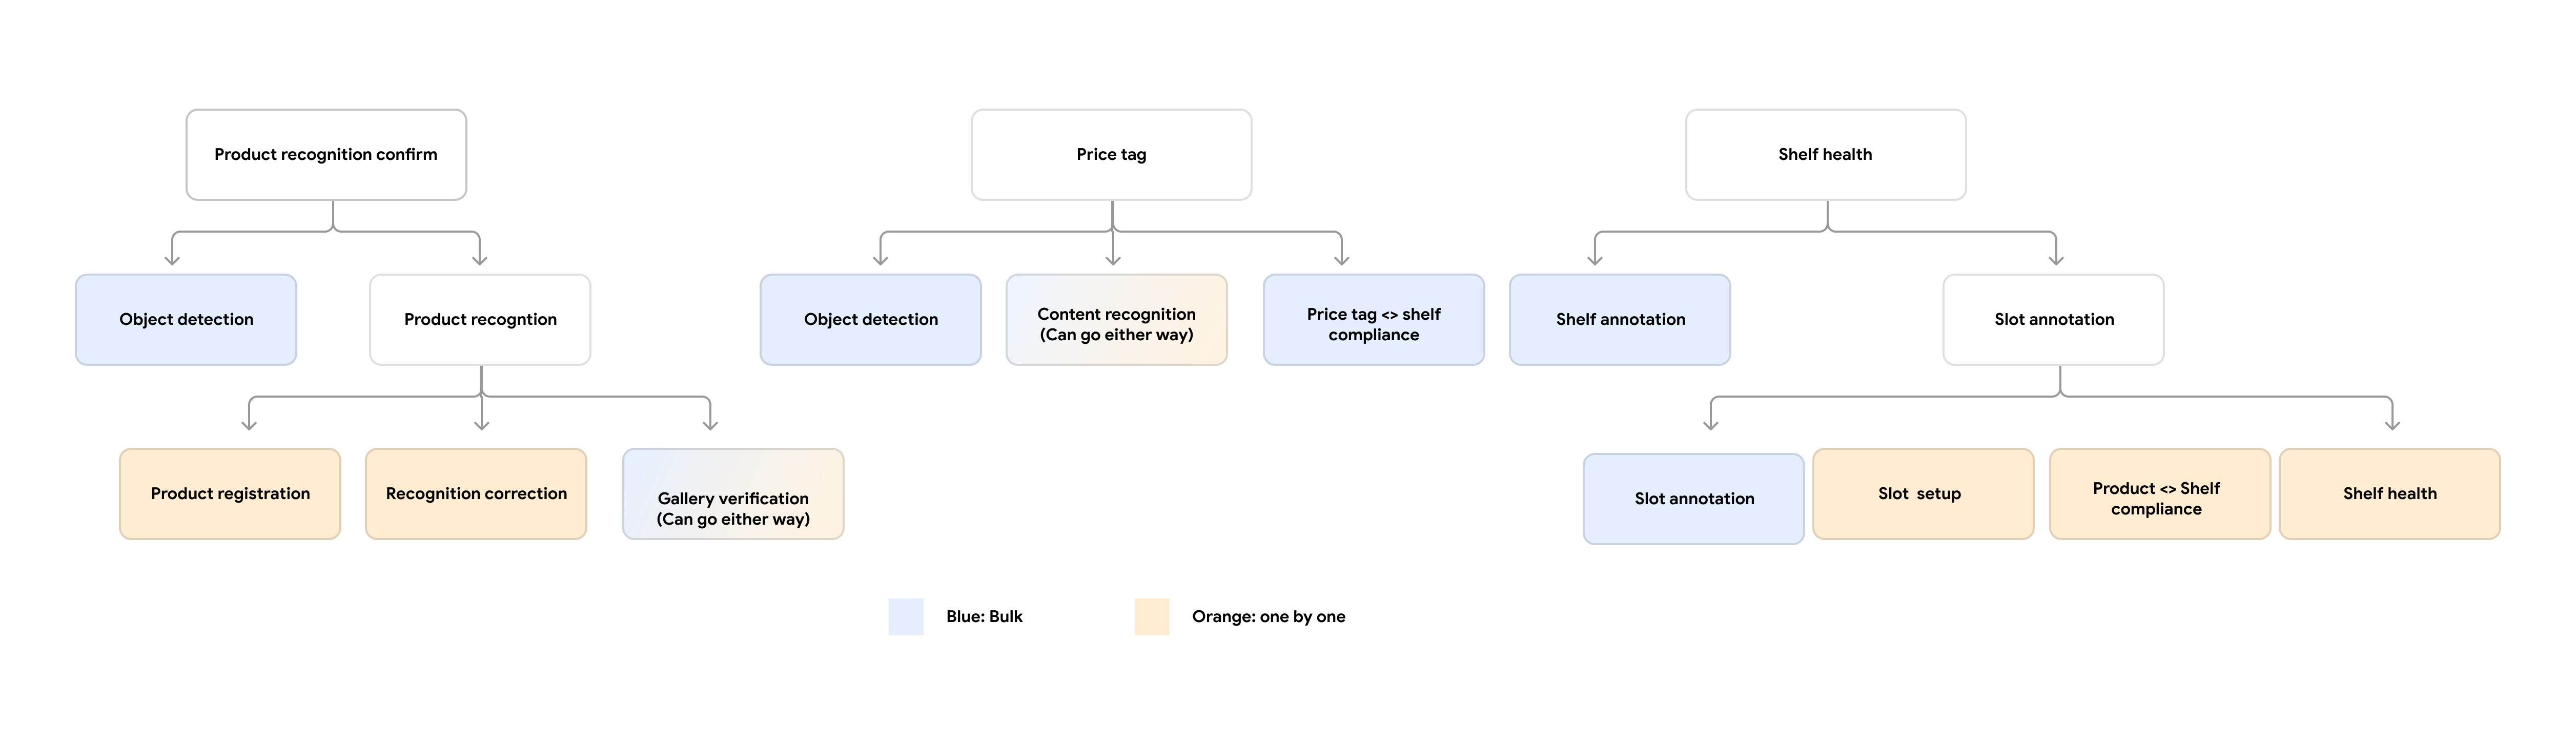 Product recognition confirm
Price tag
Shelf health
Object detection
Product recogntion
Object detection
Content recognition
(Can go either way)
Price tag <> shelf
compliance
Shelf annotation
Slot annotation
Product registration
Recognition correction
Gallery verification
(Can go either way)
Slot annotation
Slot  setup
Product <> Shelf
compliance
Shelf health
Blue: Bulk
Orange: one by one